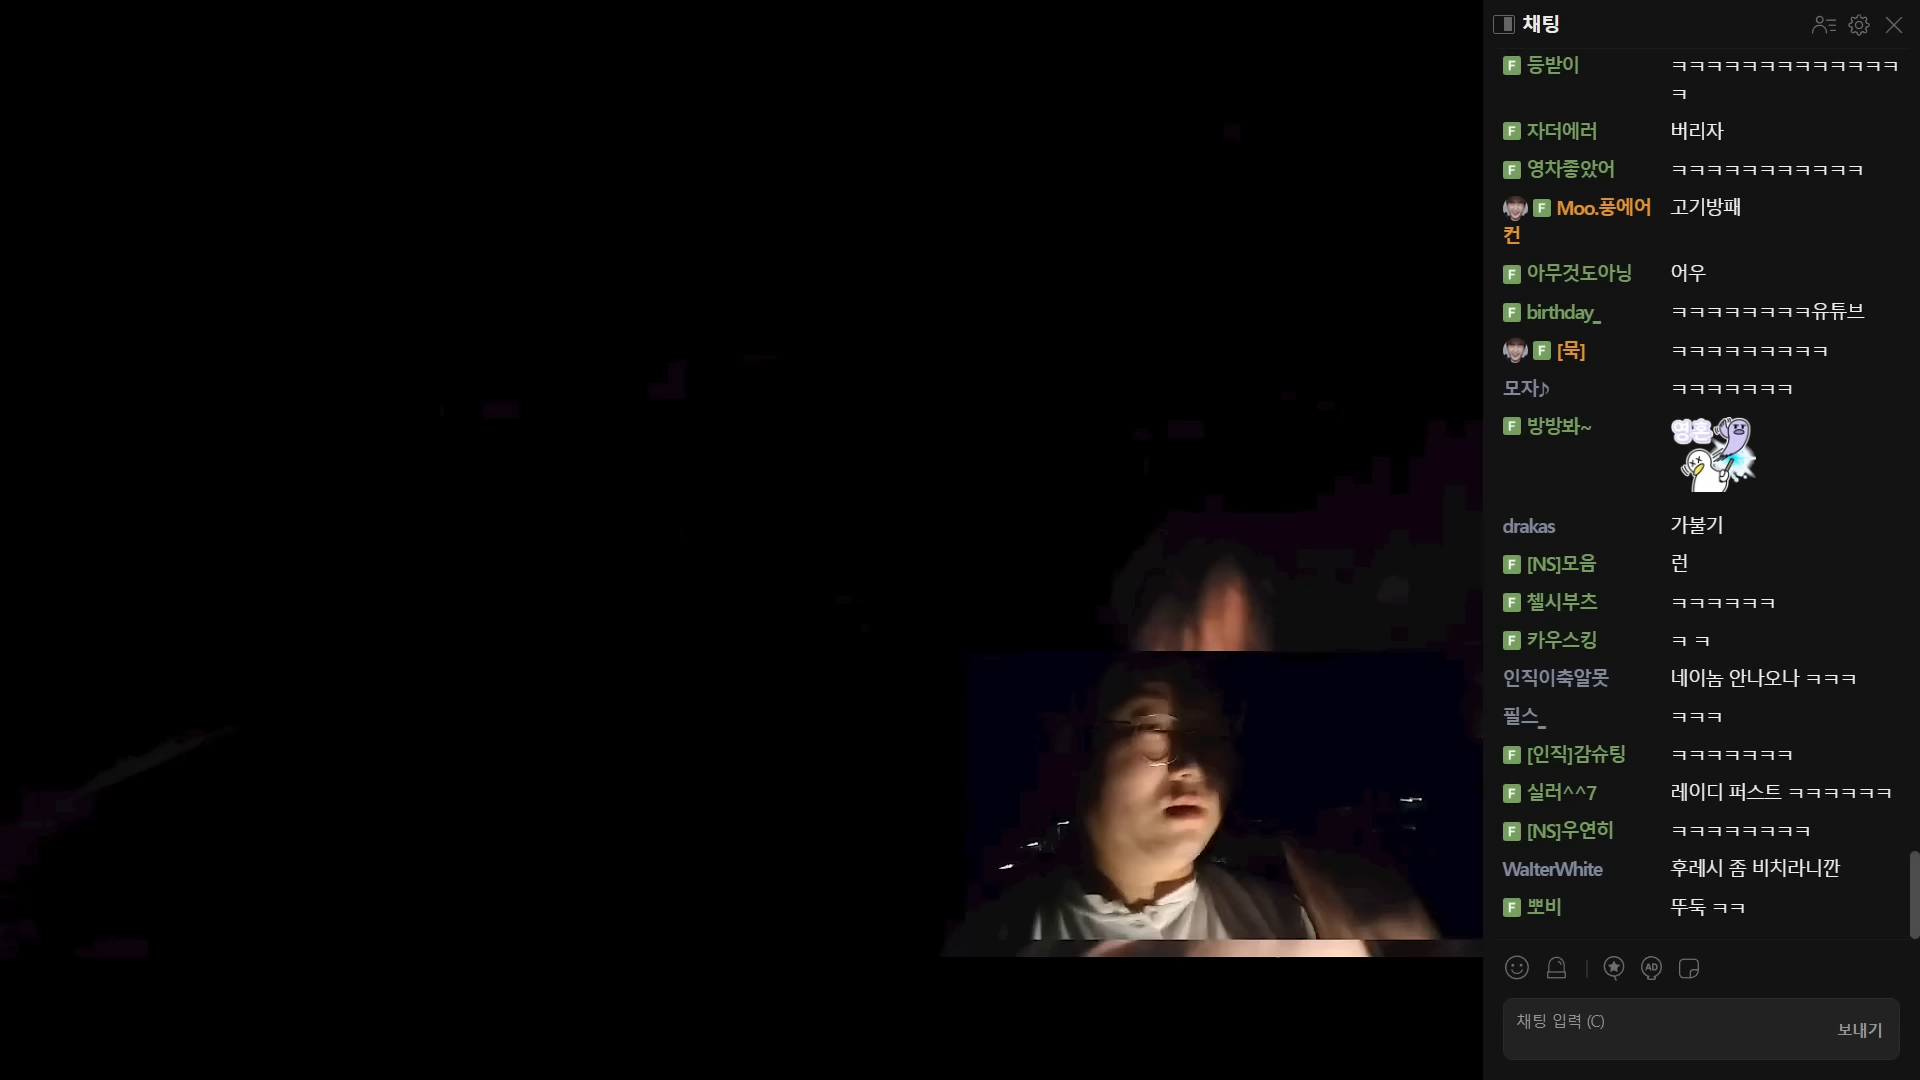 채팅
F 등받이 ㅋㅋㅋㅋㅋㅋㅋㅋㅋㅋㅋㅋㅋ
ㅋ
F 자더에러 버리자
F 영차좋았어 ㅋㅋㅋㅋㅋㅋㅋㅋㅋㅋㅋ
F Moo.풍에어 고기방패
컨
F 아무것도아닝 어우
F birthday_ ㅋㅋㅋㅋㅋㅋㅋㅋ유튜브
F [묵] ㅋㅋㅋㅋㅋㅋㅋㅋㅋ
모자♪ ㅋㅋㅋㅋㅋㅋㅋ
F 방방봐~ 영혼
drakas 가불기
F [NS]모음 런
F 첼시부츠 ㅋㅋㅋㅋㅋㅋ
F 카우스킹 ㅋ ㅋ
인직이축알못 네이놈 안나오나 ㅋㅋㅋ
필스_ ㅋㅋㅋ
F [인직]감슈팅 ㅋㅋㅋㅋㅋㅋㅋ
F 실러^^7 레이디 퍼스트 ㅋㅋㅋㅋㅋㅋ
F [NS]우연히 ㅋㅋㅋㅋㅋㅋㅋㅋ
WalterWhite 후레시 좀 비치라니깐
F 뽀비 뚜둑 ㅋㅋ
AD
채팅 입력 (C)
보내기